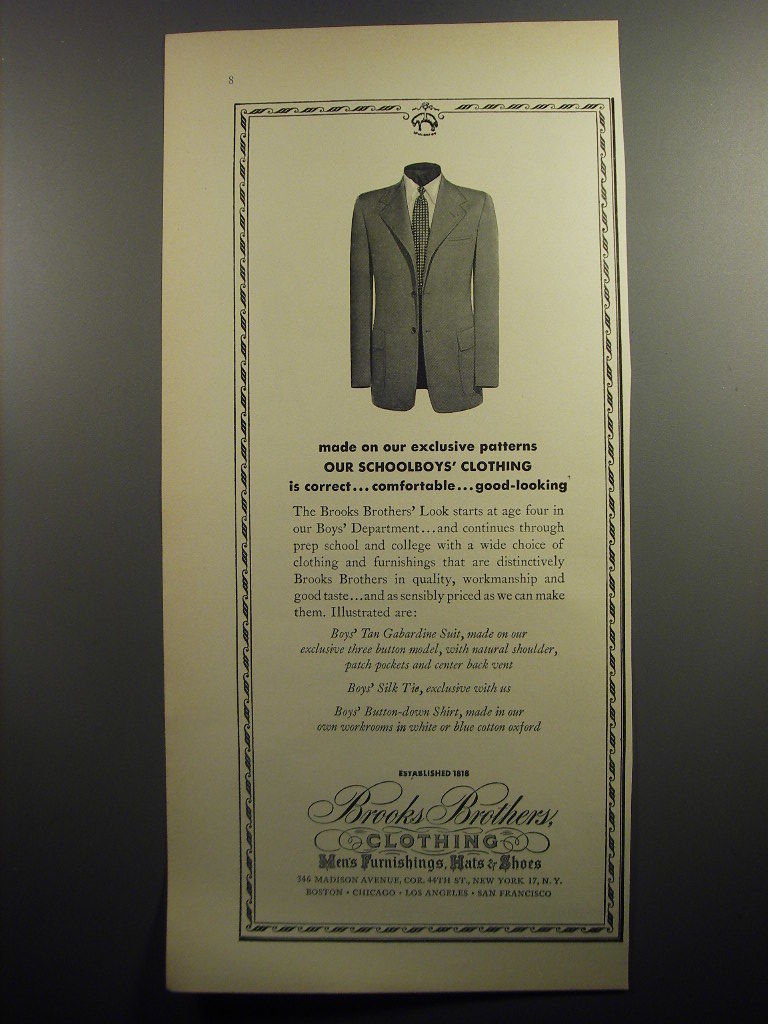 8
made on our exclusive patterns
OUR SCHOOLBOYS' CLOTHING
is correct...comfortable...good-looking
The Brooks Brothers' Look starts at age four in
our Boys' Department...and continues through
prep school and college with a wide choice of
clothing and furnishings that are distinctively
Brooks Brothers in quality, workmanship and
good taste...and as sensibly priced as we can make
them. Illustrated are:
Boys' Tan Gabardine Suit, made on our
exclusive three button model, with natural shoulder,
patch pockets and center back vent
Boys' Silk Tie, exclusive with us
Boys' Button-down Shirt, made in our
own workrooms in white or blue cotton oxford
ESTABLISHED 1818
Brooks Brothers,
CLOTHING
Men's Furnishings, Hats & Shoes
346 MADISON AVENUE, COR. 44TH ST., NEW YORK 17, N. Y.
BOSTON • CHICAGO • LOS ANGELES • SAN FRANCISCO